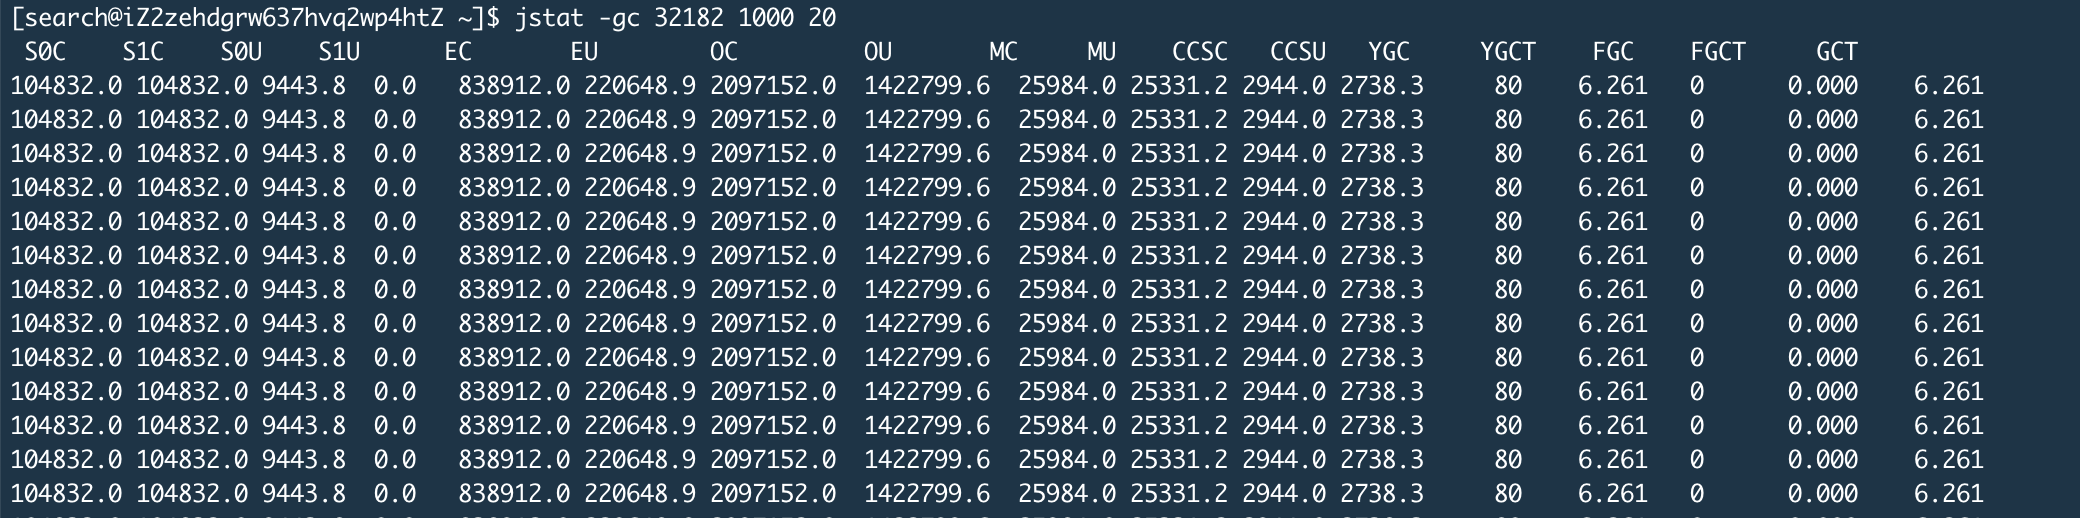 [search@iZ2zehdgrw637hvq2wp4htZ ~]$ jstat -gc 32182 1000 20
S0C S1C S0U S1U EC EU OC OU MC MU CCSC CCSU YGC YGCT FGC FGCT GCT
104832.0 104832.0 9443.8 0.0 838912.0 220648.9 2097152.0 1422799.6 25984.0 25331.2 2944.0 2738.3 80 6.261 0 0.000 6.261
104832.0 104832.0 9443.8 0.0 838912.0 220648.9 2097152.0 1422799.6 25984.0 25331.2 2944.0 2738.3 80 6.261 0 0.000 6.261
104832.0 104832.0 9443.8 0.0 838912.0 220648.9 2097152.0 1422799.6 25984.0 25331.2 2944.0 2738.3 80 6.261 0 0.000 6.261
104832.0 104832.0 9443.8 0.0 838912.0 220648.9 2097152.0 1422799.6 25984.0 25331.2 2944.0 2738.3 80 6.261 0 0.000 6.261
104832.0 104832.0 9443.8 0.0 838912.0 220648.9 2097152.0 1422799.6 25984.0 25331.2 2944.0 2738.3 80 6.261 0 0.000 6.261
104832.0 104832.0 9443.8 0.0 838912.0 220648.9 2097152.0 1422799.6 25984.0 25331.2 2944.0 2738.3 80 6.261 0 0.000 6.261
104832.0 104832.0 9443.8 0.0 838912.0 220648.9 2097152.0 1422799.6 25984.0 25331.2 2944.0 2738.3 80 6.261 0 0.000 6.261
104832.0 104832.0 9443.8 0.0 838912.0 220648.9 2097152.0 1422799.6 25984.0 25331.2 2944.0 2738.3 80 6.261 0 0.000 6.261
104832.0 104832.0 9443.8 0.0 838912.0 220648.9 2097152.0 1422799.6 25984.0 25331.2 2944.0 2738.3 80 6.261 0 0.000 6.261
104832.0 104832.0 9443.8 0.0 838912.0 220648.9 2097152.0 1422799.6 25984.0 25331.2 2944.0 2738.3 80 6.261 0 0.000 6.261
104832.0 104832.0 9443.8 0.0 838912.0 220648.9 2097152.0 1422799.6 25984.0 25331.2 2944.0 2738.3 80 6.261 0 0.000 6.261
104832.0 104832.0 9443.8 0.0 838912.0 220648.9 2097152.0 1422799.6 25984.0 25331.2 2944.0 2738.3 80 6.261 0 0.000 6.261
104832.0 104832.0 9443.8 0.0 838912.0 220648.9 2097152.0 1422799.6 25984.0 25331.2 2944.0 2738.3 80 6.261 0 0.000 6.261